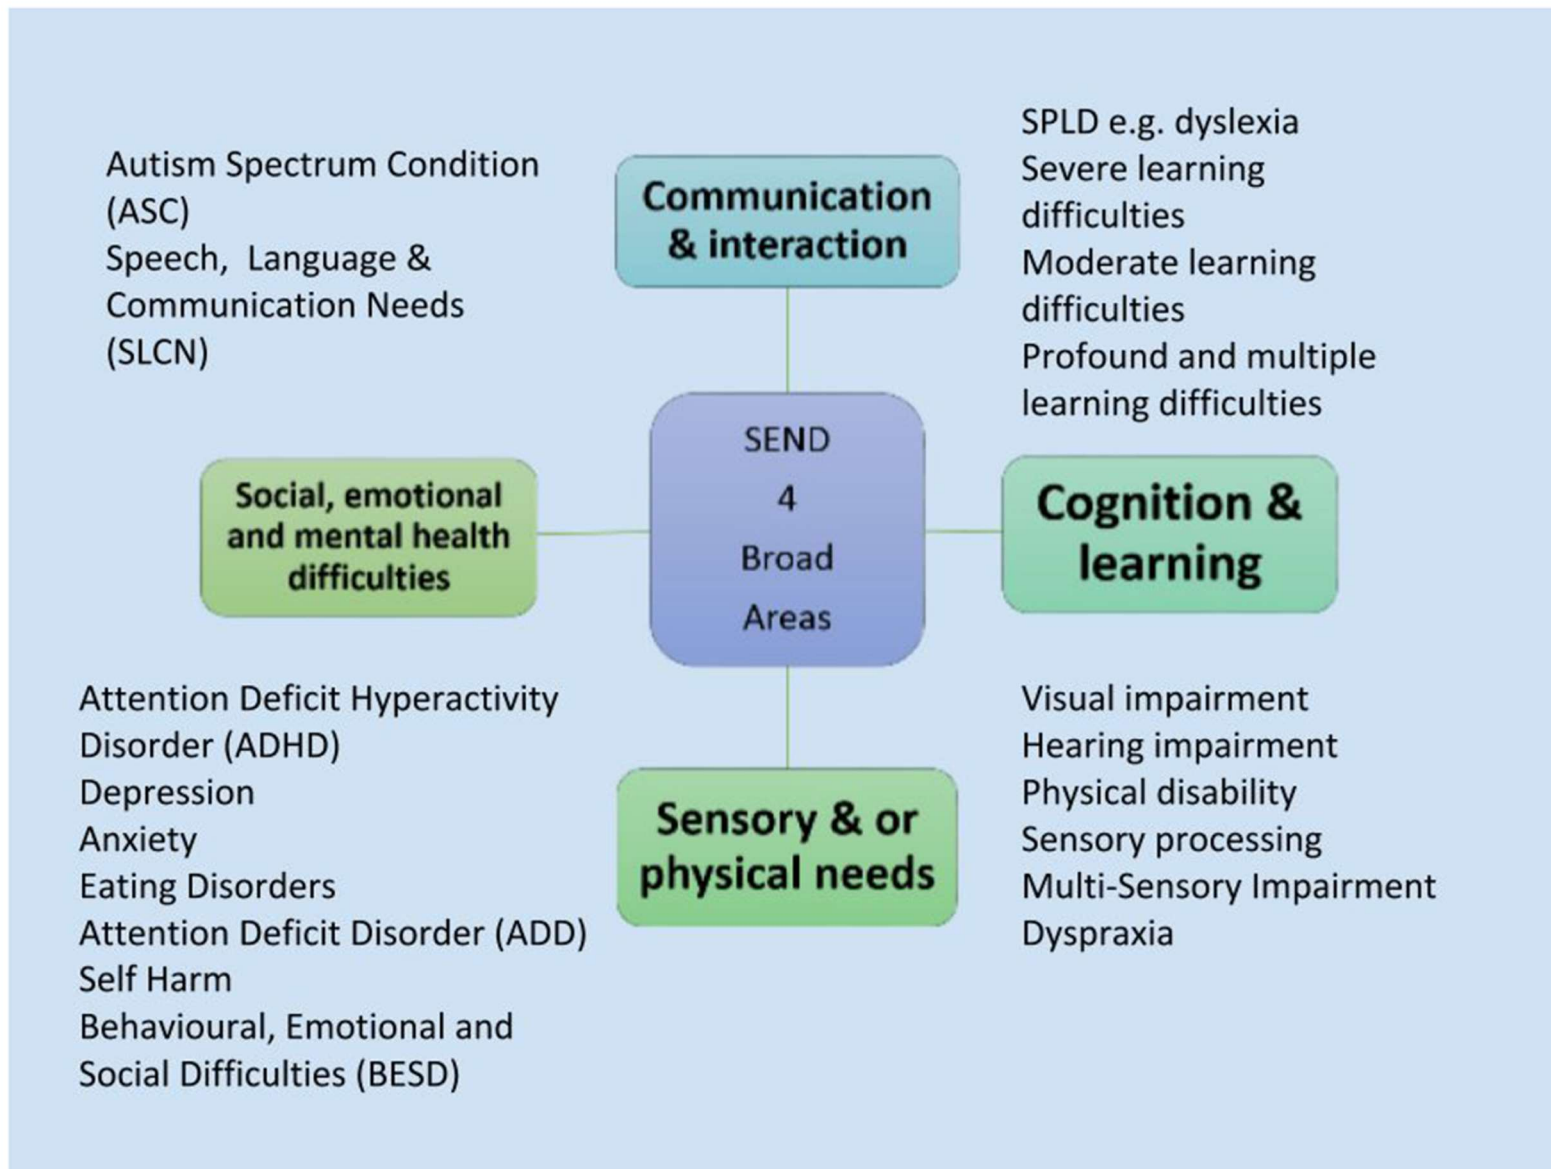 Autism Spectrum Condition
(ASC)
Speech,  Language &
Communication Needs
(SLCN)
Communication
& interaction
SPLD e.g. dyslexia
Severe learning
difficulties
Moderate learning
difficulties
Profound and multiple
learning difficulties
Social, emotional
and mental health
difficulties
SEND
4
Broad
Areas
Cognition &
learning
Attention Deficit Hyperactivity
Disorder (ADHD)
Depression
Anxiety
Eating Disorders
Attention Deficit Disorder (ADD)
Self Harm
Behavioural, Emotional and
Social Difficulties (BESD)
Sensory & or
physical needs
Visual impairment
Hearing impairment
Physical disability
Sensory processing
Multi-Sensory Impairment
Dyspraxia